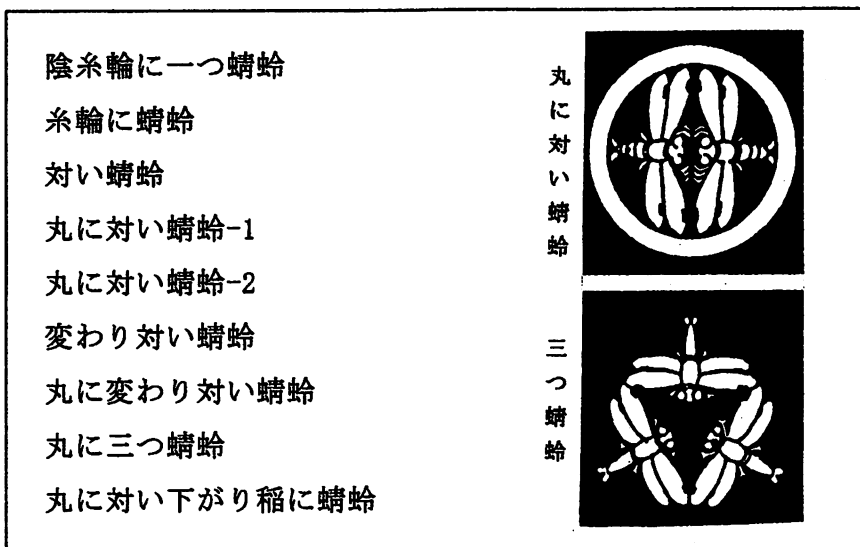 陰糸輪に一つ蜻蛉
糸輪に蜻蛉
対い蜻蛉
丸に対い蜻蛉-1
丸に対い蜻蛉-2
変わり対い蜻蛉
丸に変わり対い蜻蛉
丸に三つ蜻蛉
丸に対い下がり稲に蜻蛉
丸に対い蜻蛉
三つ蜻蛉